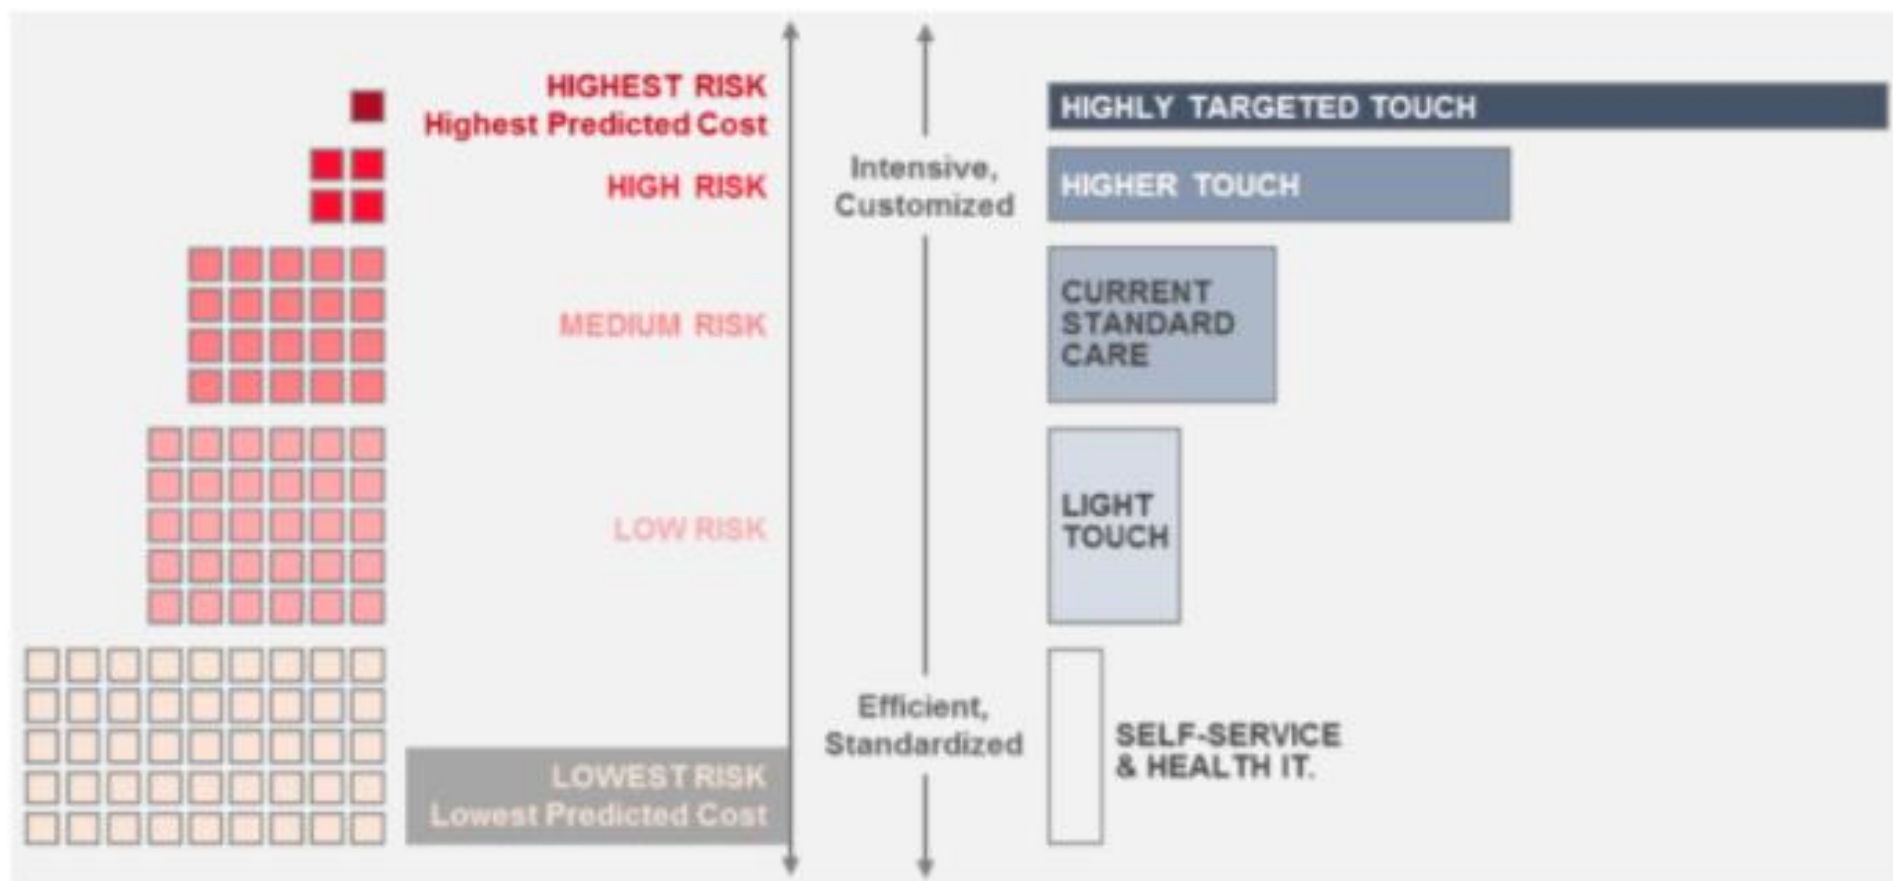 HIGHEST RISK
Highest Predicted Cost
HIGH RISK
MEDIUM RISK
LOW RISK
LOWEST RISK
Lowest Predicted Cost
Intensive,
Customized
Efficient,
Standardized
HIGHLY TARGETED TOUCH
HIGHER TOUCH
CURRENT
STANDARD
CARE
LIGHT
TOUCH
SELF-SERVICE
& HEALTH IT.